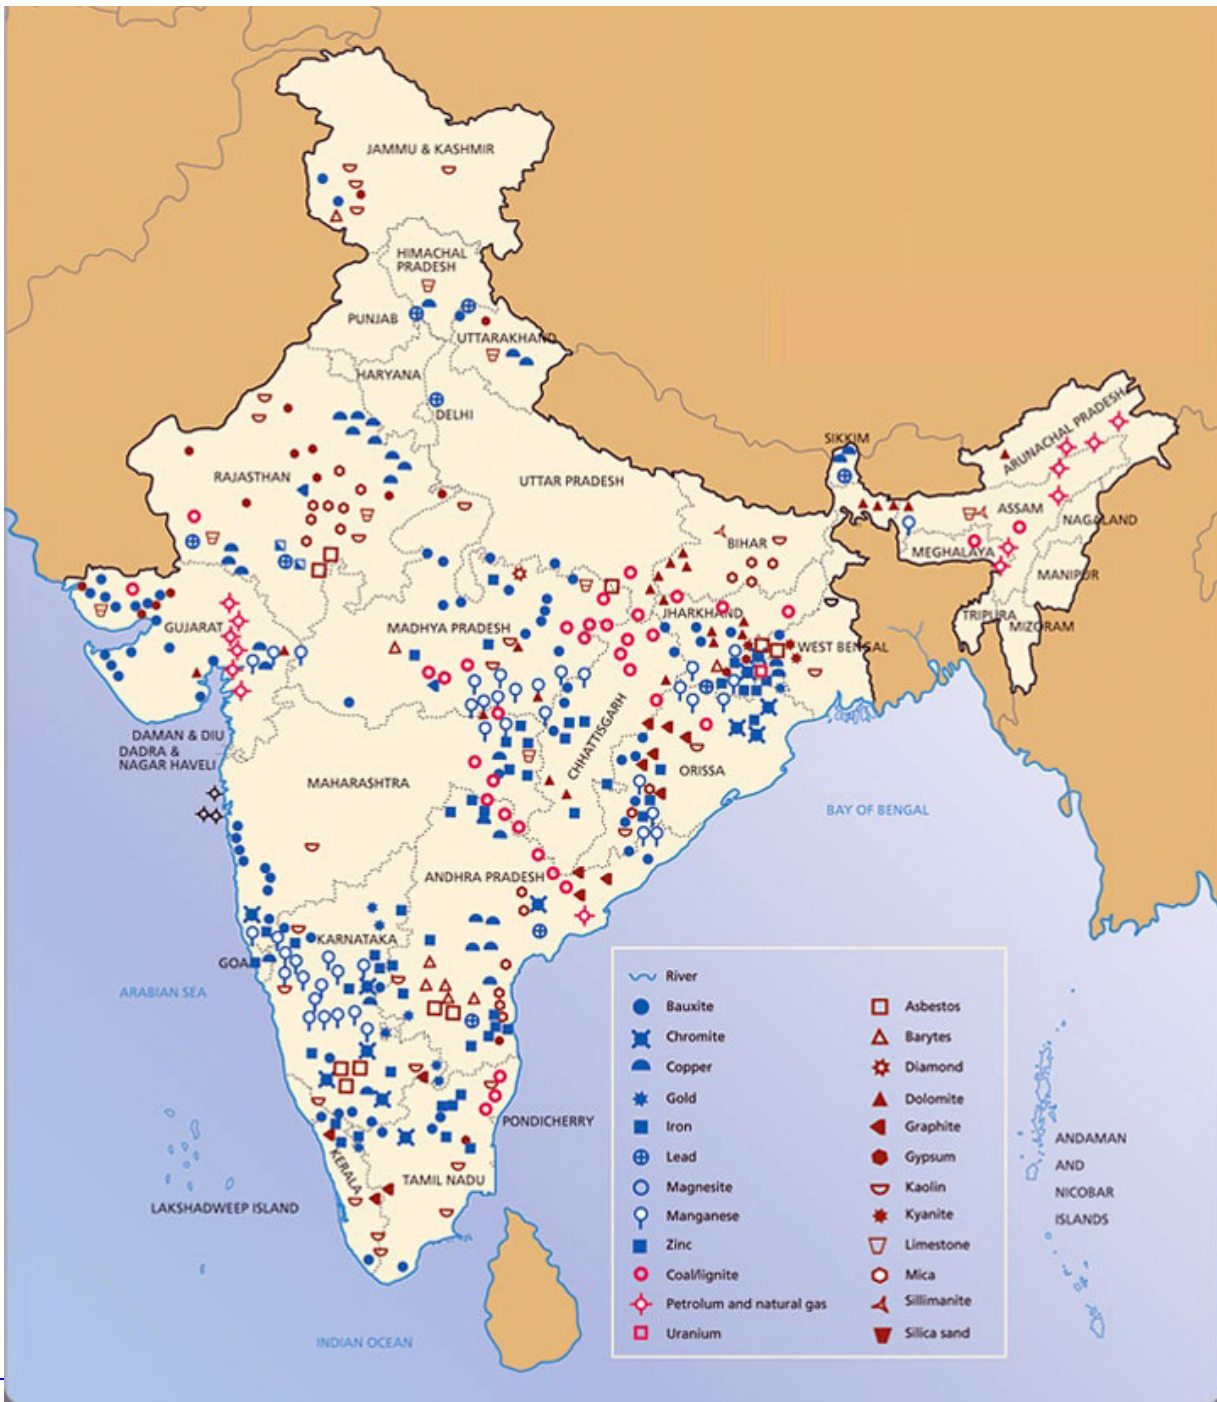 JAMMU & KASHMIR
HIMACHAL
PRADESH
PUNJAB
UTTARAKHAND
HARYANA
DELHI
RAJASTHAN
UTTAR PRADESH
SIKKIM
ARUNACHAL PRADESH
ASSAM
NAGALAND
BIHAR
MEGHALAYA
MANIPUR
JHARKHAND
TRIPURA
MIZORAM
GUJARAT
MADHYA PRADESH
WEST BENGAL
CHHATTISGARH
DAMAN & DIU
DADRA &
NAGAR HAVELI
MAHARASHTRA
ORISSA
BAY OF BENGAL
ANDHRA PRADESH
KARNATAKA
GOA
ARABIAN SEA
PONDICHERRY
KERALA
TAMIL NADU
LAKSHADWEEP ISLAND
INDIAN OCEAN
ANDAMAN
AND
NICOBAR
ISLANDS
River
Bauxite
Chromite
Copper
Gold
Iron
Lead
Magnesite
Manganese
Zinc
Coal/lignite
Petrolum and natural gas
Uranium
Asbestos
Barytes
Diamond
Dolomite
Graphite
Gypsum
Kaolin
Kyanite
Limestone
Mica
Sillimanite
Silica sand